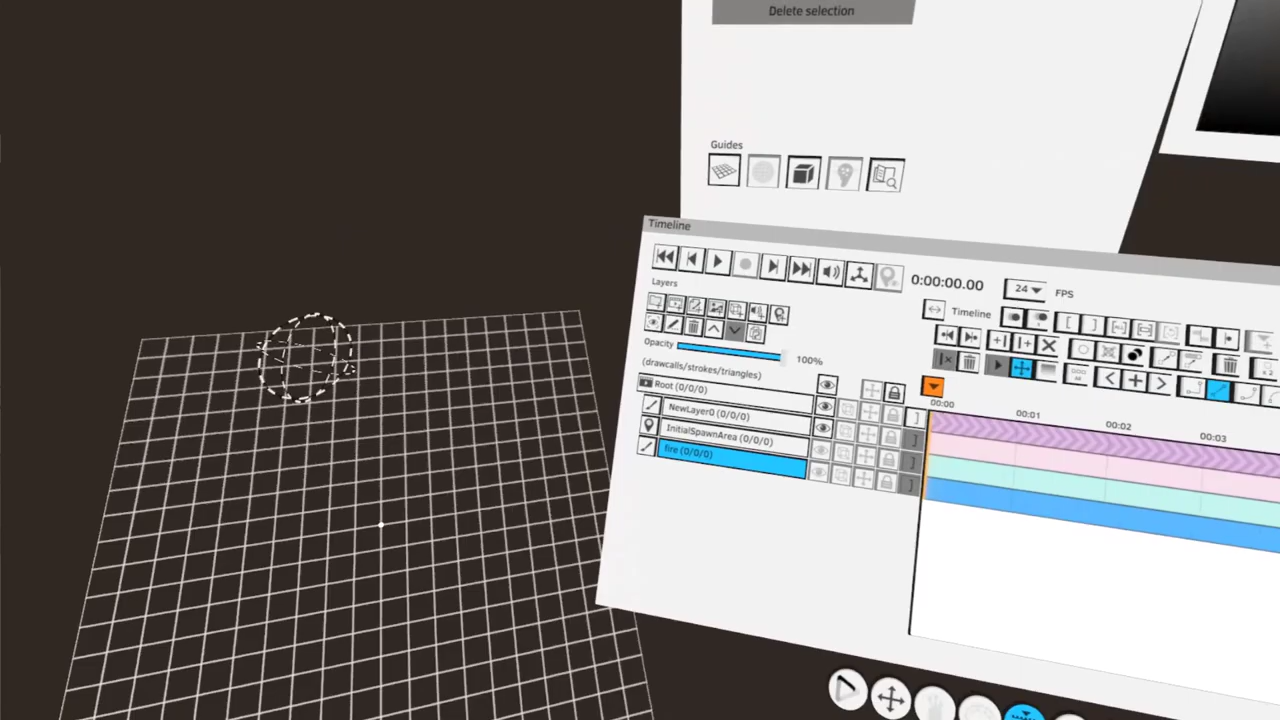 Delete selection
Guides
Timeline
0:00:00.00
24
FPS
Layers
Timeline
Opacity
100%
(drawcalls/strokes/triangles)
Root (0/0/0)
00:00
00:01
00:02
00:03
NewLayer0 (0/0/0)
InitialSpawnArea (0/0/0)
fire (0/0/0)